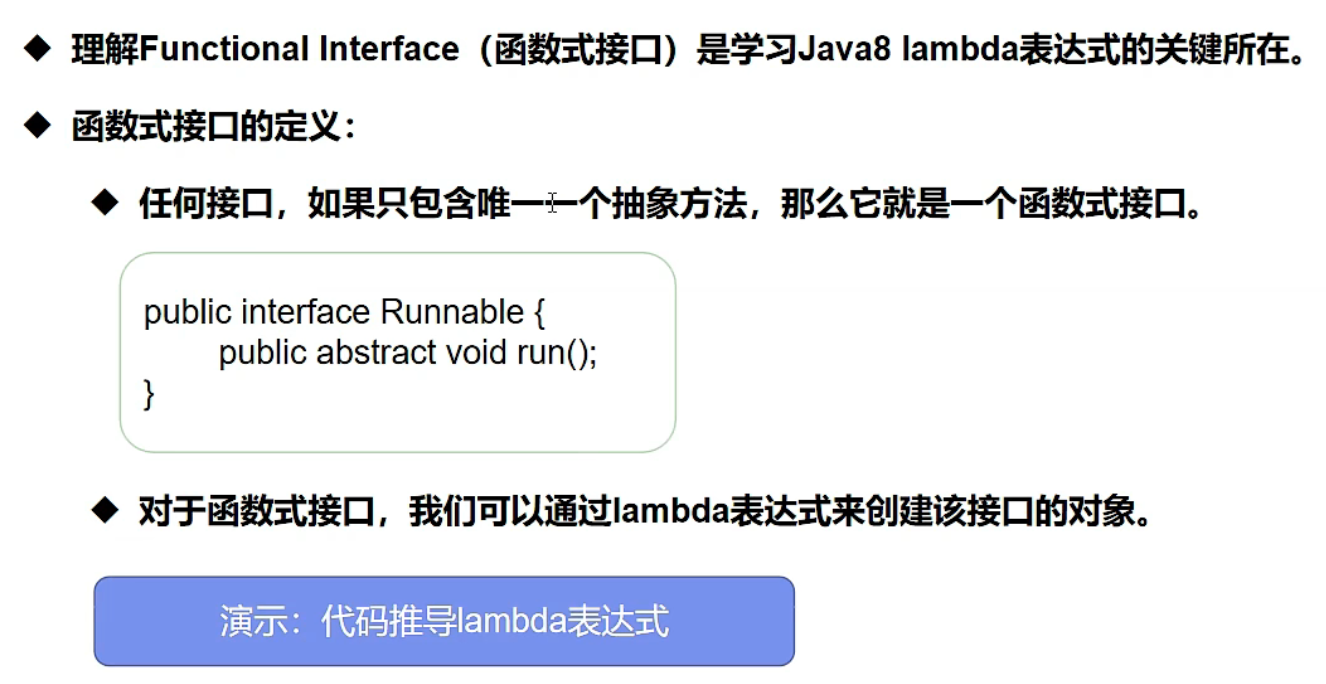 理解Functional Interface（函数式接口）是学习Java8 lambda表达式的关键所在。
函数式接口的定义：
任何接口，如果只包含唯一一个抽象方法，那么它就是一个函数式接口。
public interface Runnable {
public abstract void run();
}
对于函数式接口，我们可以通过lambda表达式来创建该接口的对象。
演示：代码推导lambda表达式